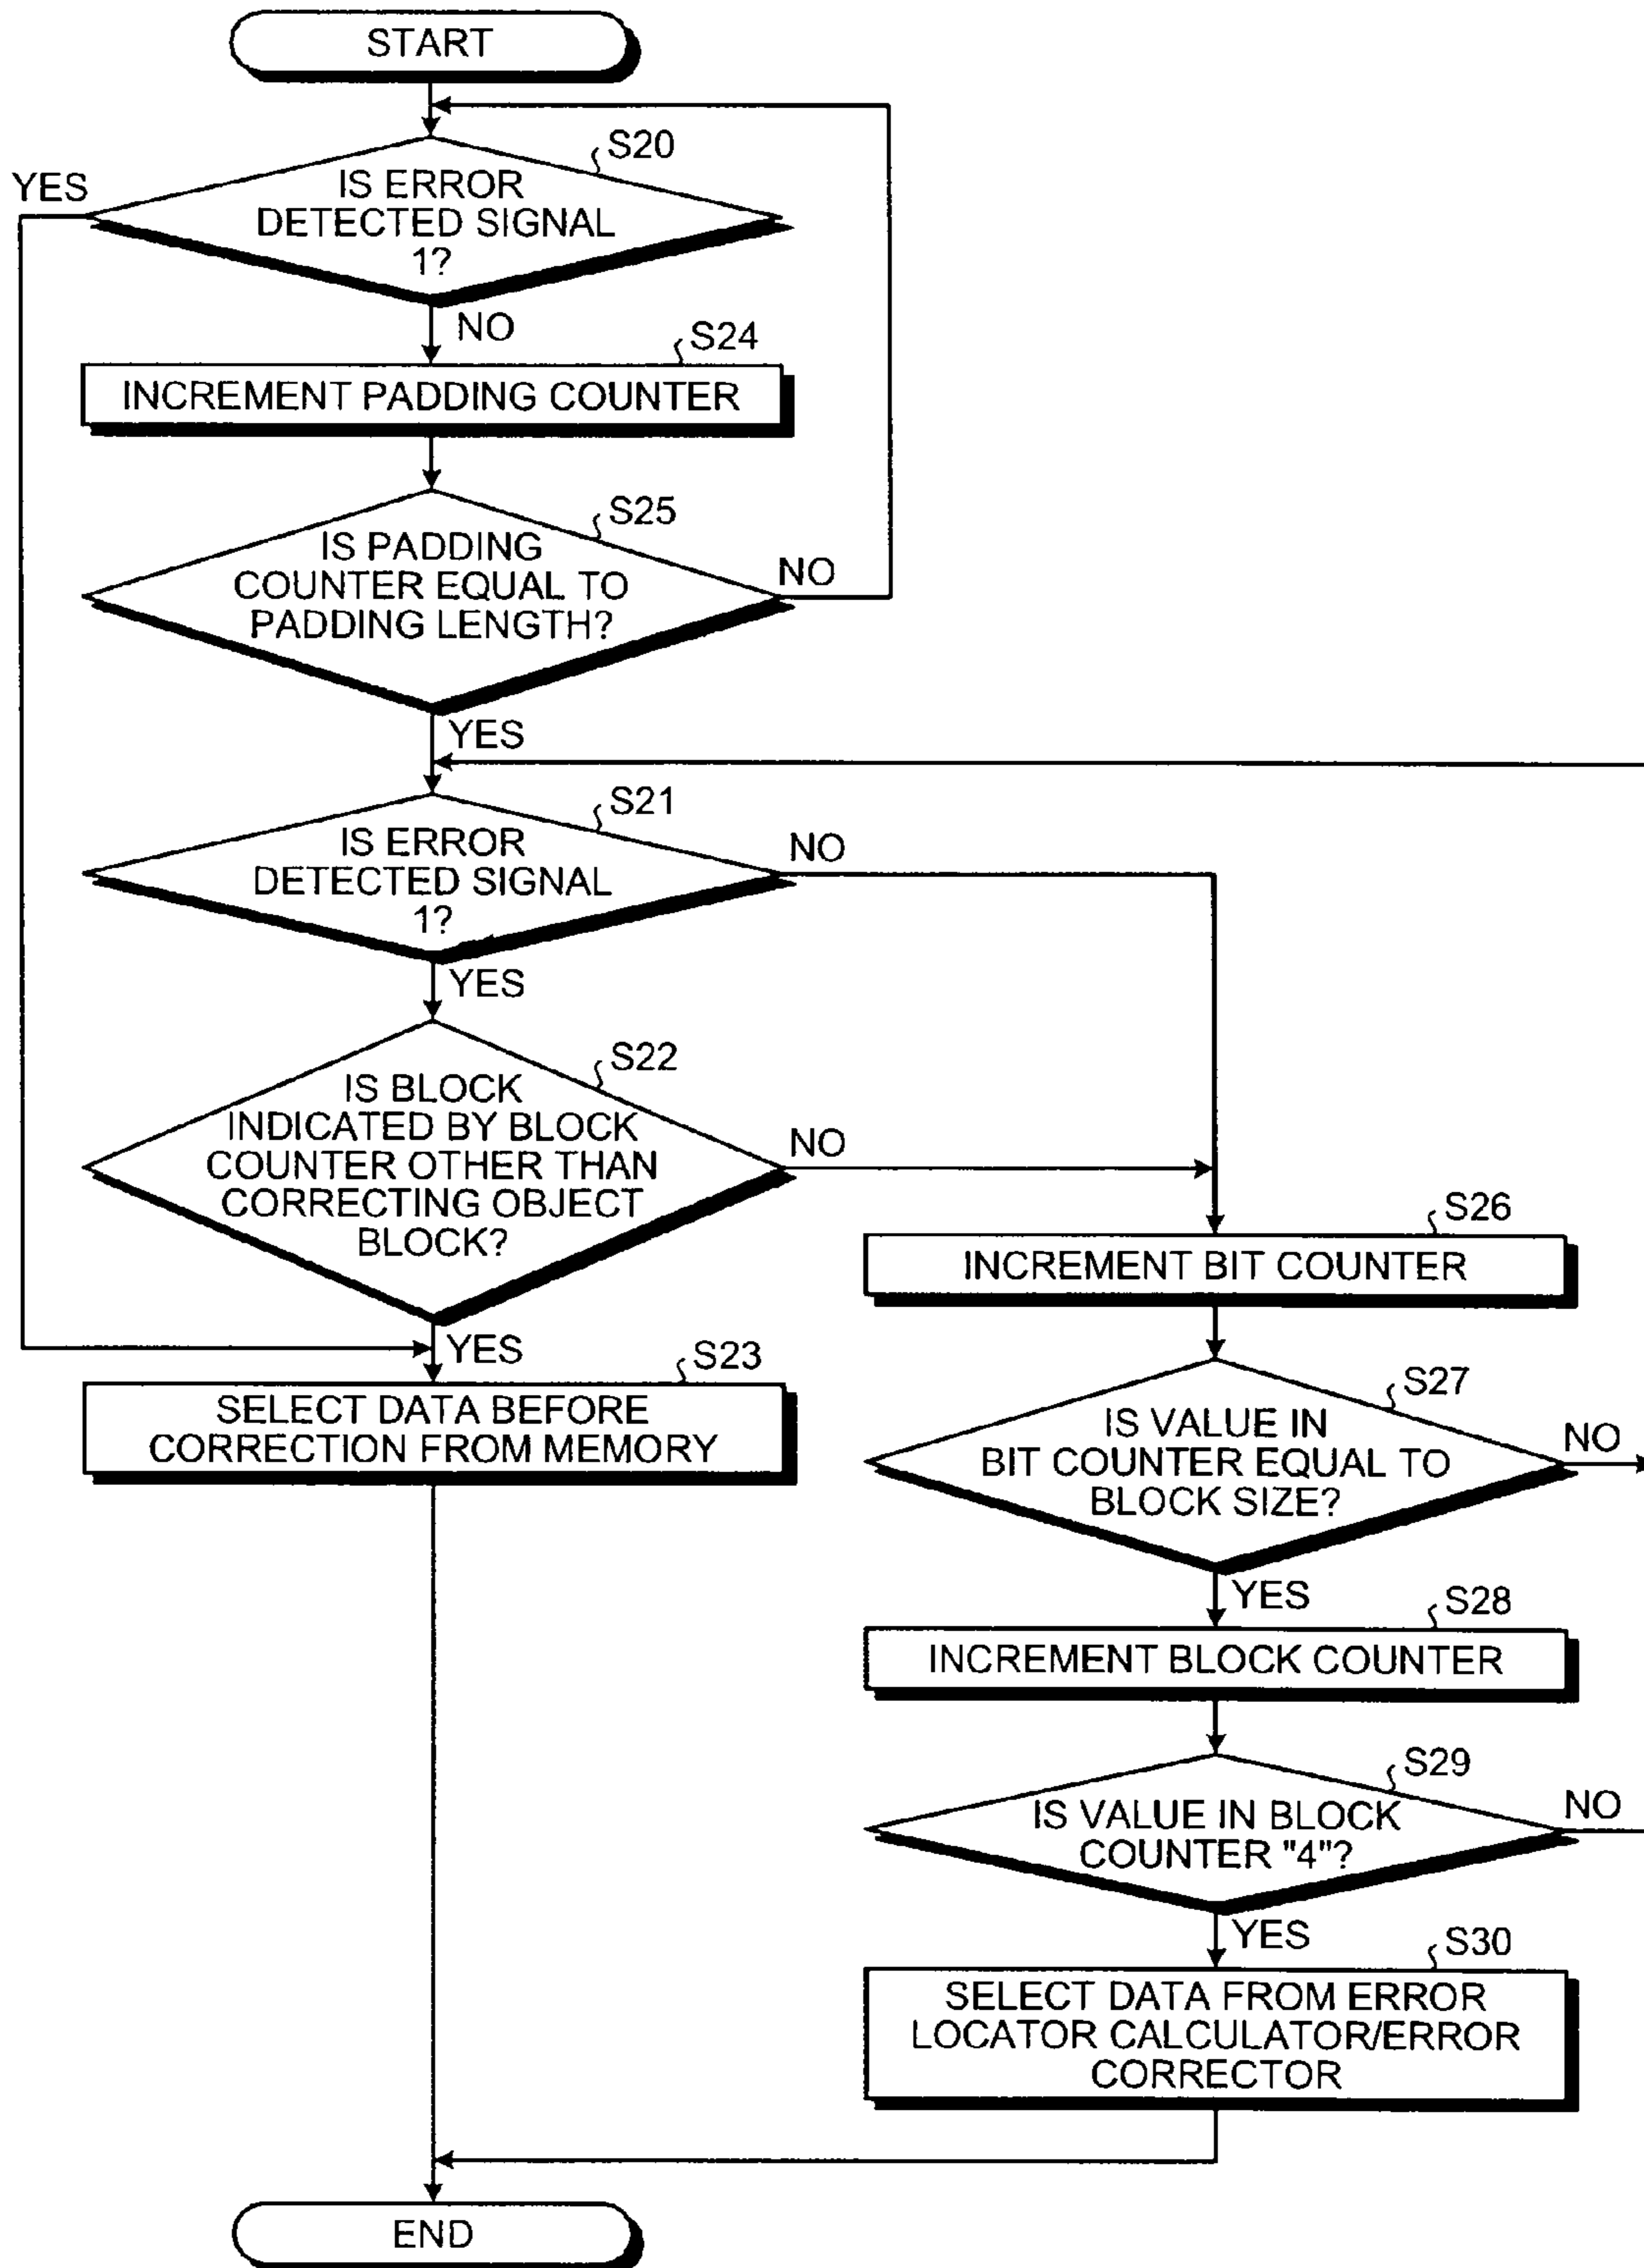 START
S20
YES
IS ERROR
DETECTED SIGNAL
1?
NO
S24
INCREMENT PADDING COUNTER
S25
IS PADDING
COUNTER EQUAL TO
PADDING LENGTH?
NO
YES
S21
IS ERROR
DETECTED SIGNAL
1?
NO
YES
S22
IS BLOCK
INDICATED BY BLOCK
COUNTER OTHER THAN
CORRECTING OBJECT
BLOCK?
NO
YES
S23
SELECT DATA BEFORE
CORRECTION FROM MEMORY
S26
INCREMENT BIT COUNTER
S27
IS VALUE IN
BIT COUNTER EQUAL TO
BLOCK SIZE?
NO
YES
S28
INCREMENT BLOCK COUNTER
S29
IS VALUE IN BLOCK
COUNTER "4"?
NO
YES
S30
SELECT DATA FROM ERROR
LOCATOR CALCULATOR/ERROR
CORRECTOR
END